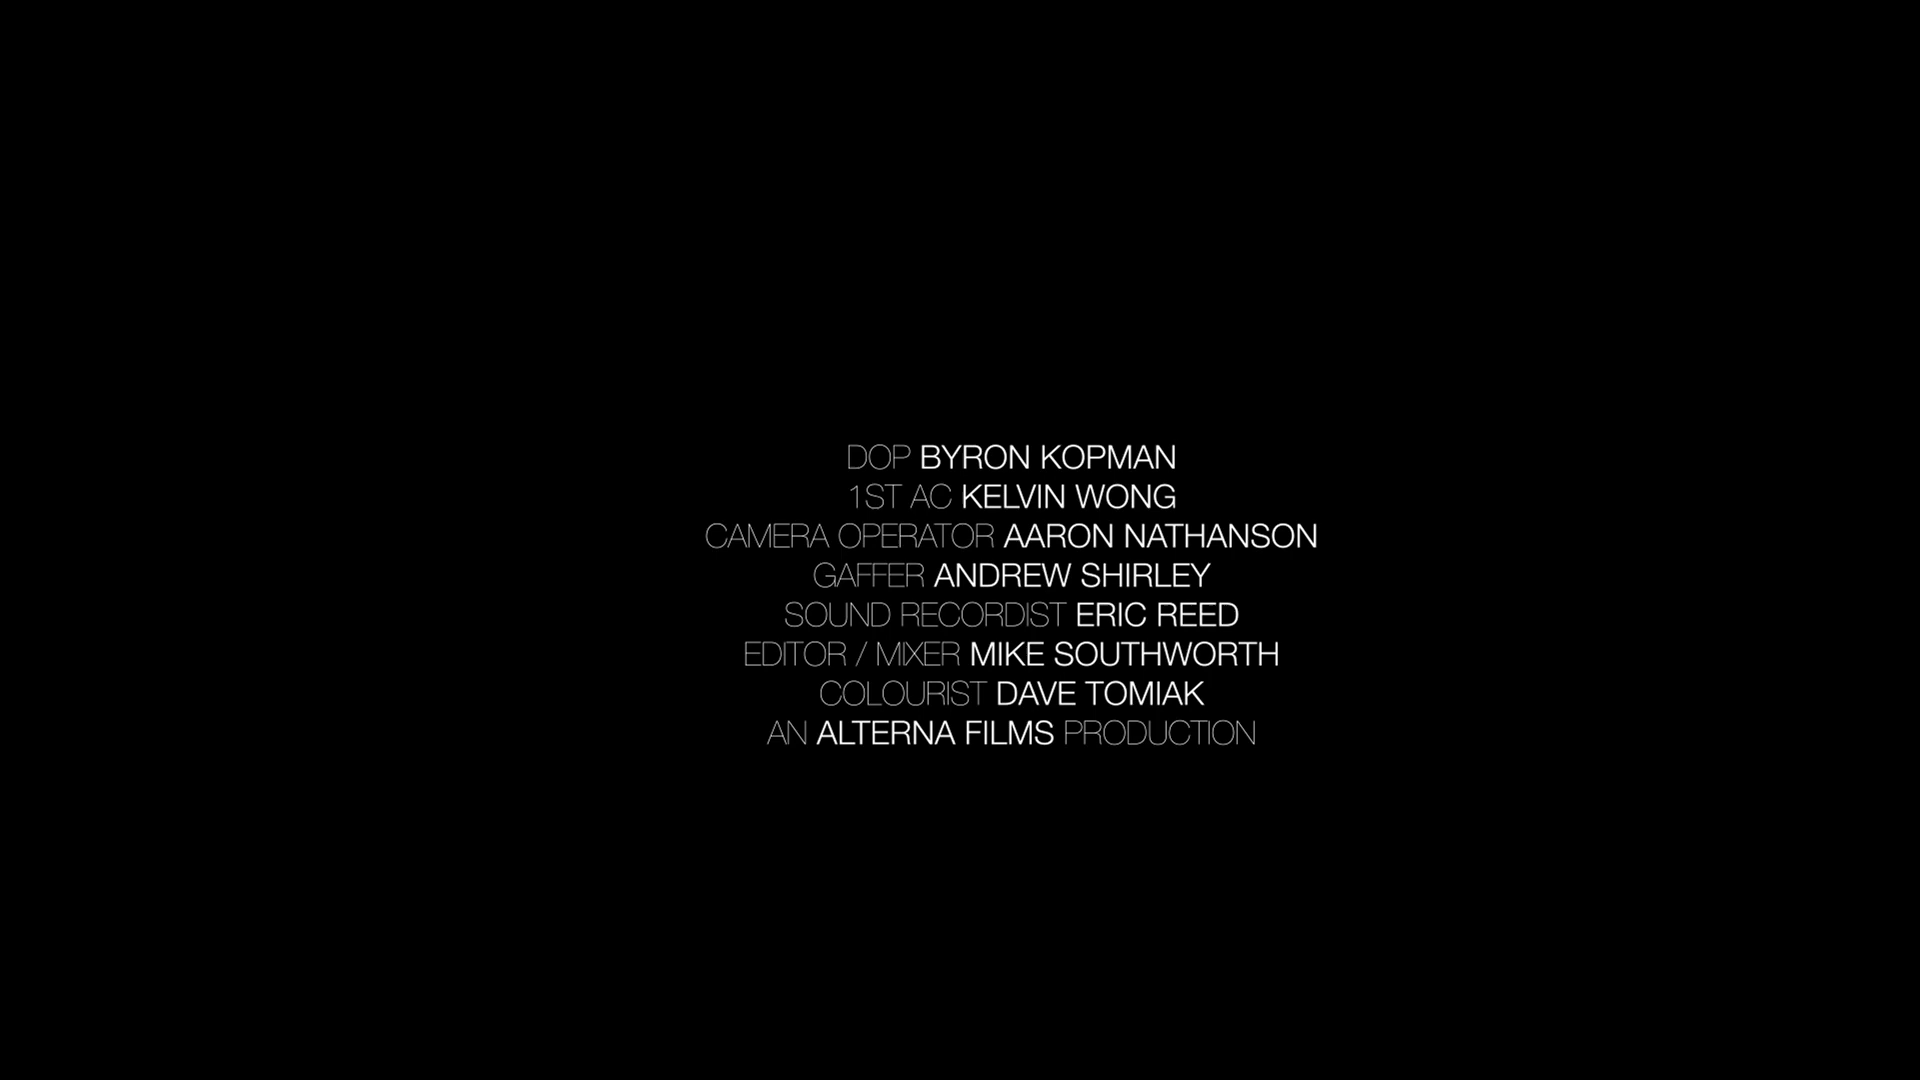 DOP BYRON KOPMAN
1ST AC KELVIN WONG
CAMERA OPERATOR AARON NATHANSON
GAFFER ANDREW SHIRLEY
SOUND RECORDIST ERIC REED
EDITOR / MIXER MIKE SOUTHWORTH
COLOURIST DAVE TOMIAK
AN ALTERNA FILMS PRODUCTION